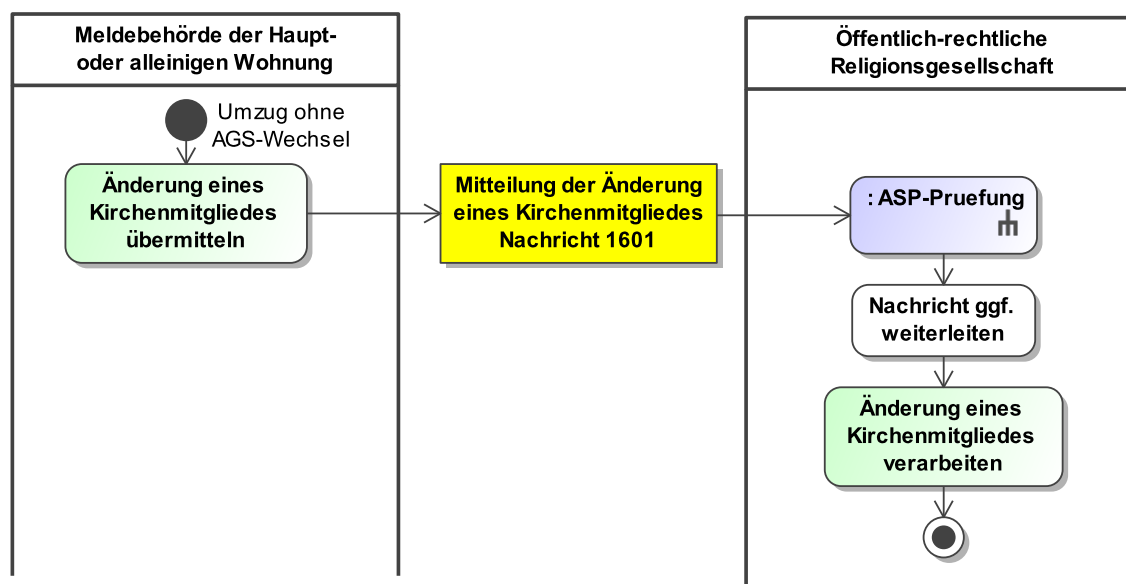 Meldebehörde der Haupt-
oder alleinigen Wohnung
Umzug ohne
AGS-Wechsel
Änderung eines
Kirchenmitgliedes
übermitteln
Mitteilung der Änderung
eines Kirchenmitgliedes
Nachricht 1601
Öffentlich-rechtliche
Religionsgesellschaft
: ASP-Pruefung
Nachricht ggf.
weiterleiten
Änderung eines
Kirchenmitgliedes
verarbeiten